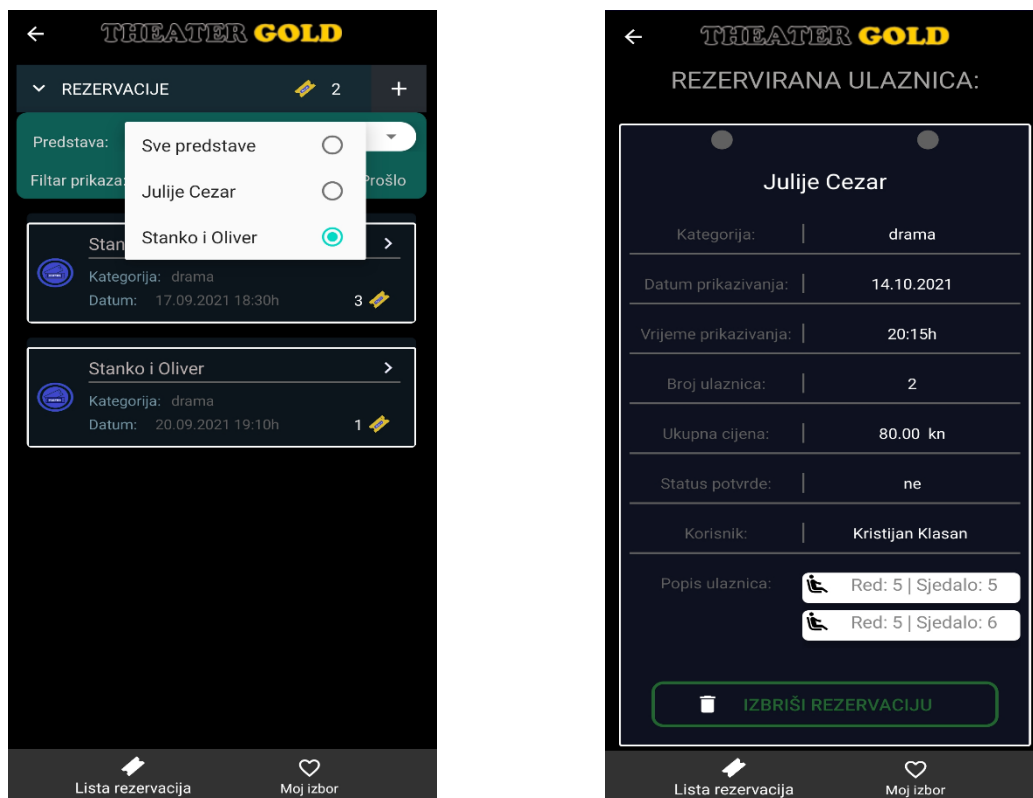 THEATER GOLD
REZERVACIJE 2 +
Predstava:
Sve predstave
Filtar prikaza: Prošlo
Julije Cezar
Stanko i Oliver
Stan
Kategorija: drama
Datum: 17.09.2021 18:30h 3
Stanko i Oliver
Kategorija: drama
Datum: 20.09.2021 19:10h 1
Lista rezervacija Moj izbor
THEATER GOLD
REZERVIRANA ULAZNICA:
Julije Cezar
Kategorija: | drama
Datum prikazivanja: | 14.10.2021
Vrijeme prikazivanja: | 20:15h
Broj ulaznica: | 2
Ukupna cijena: | 80.00 kn
Status potvrde: | ne
Korisnik: | Kristijan Klasan
Popis ulaznica: Red: 5 | Sjedalo: 5
Red: 5 | Sjedalo: 6
IZBRIŠI REZERVACIJU
Lista rezervacija Moj izbor